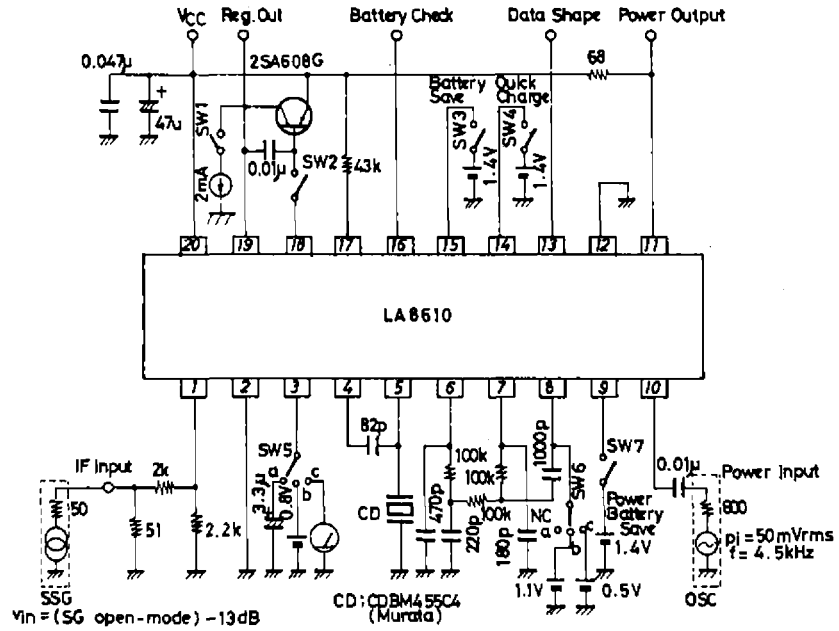 VCC Reg. Out Battery Check Data Shape Power Output
0.047μ
47μ
+
SW1
2mA
2SA608G
0.01μ
SW2
43k
Battery Save
SW3
1.4V
Quick Charge
SW4
1.4V
68
20 19 18 17 16 15 14 13 12 11
LA8610
1 2 3 4 5 6 7 8 9 10
IF Input
50
51
2k
2.2k
SSG
Vin=(SG open-mode)-13dB
SW5
a
b
c
3.3μ
+
0.8V
82p
CD
CD:CDBM455C4
(Murata)
470p
100k
100k
100k
220p
180p
1000p
NC
SW6
a
b
c
1.1V
0.5V
SW7
Power Battery Save
1.4V
0.01μ
Power Input
600
pi=50mVrms
f=4.5kHz
OSC